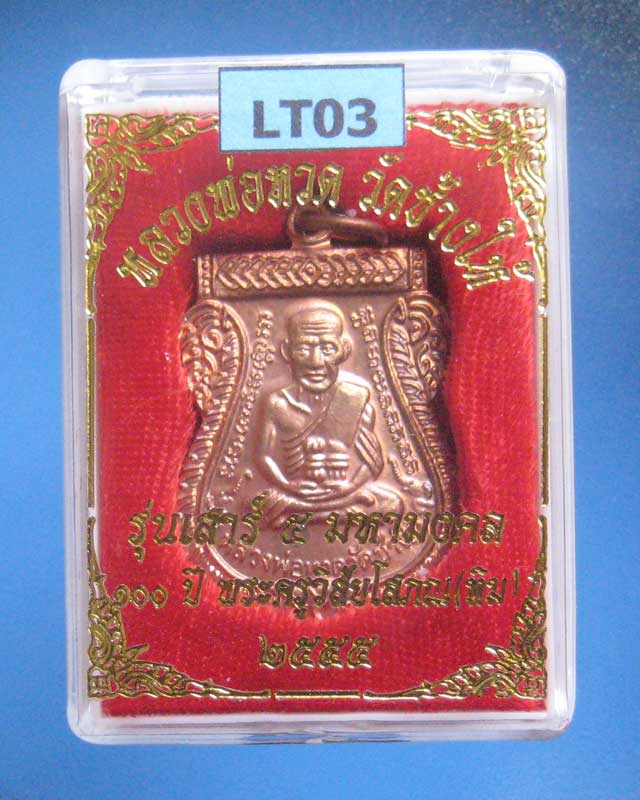 LT03
หลวงพ่อทวด วัดช้างให้
รุ่นเสาร์ ๕ มหามงคล
๑๐๐ ปี พระครูวิสัยโสภณ(ทิม)
๒๕๕๕